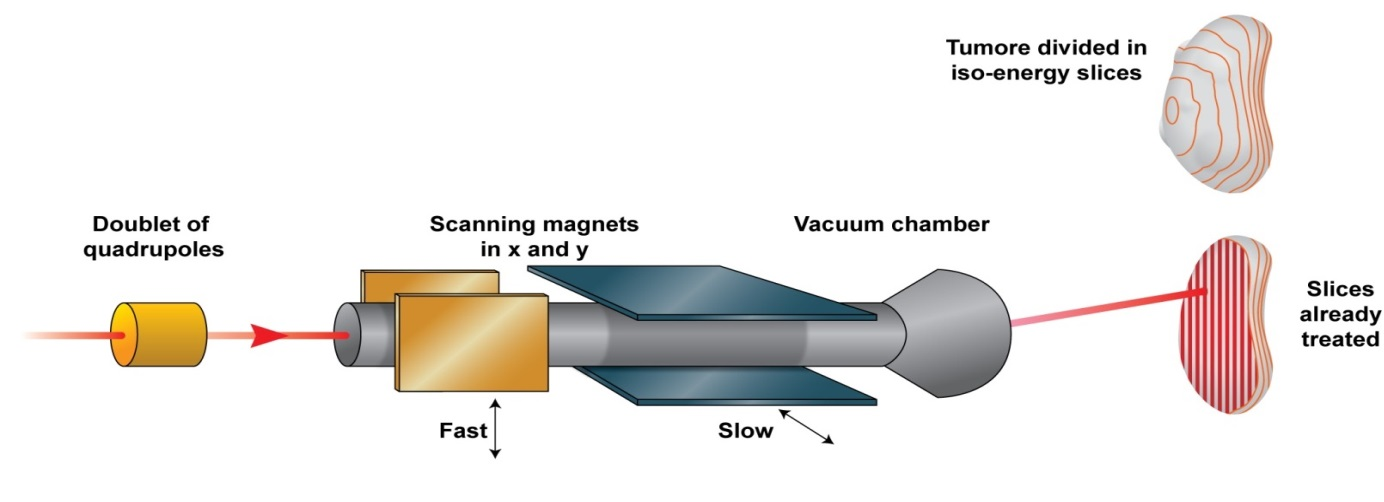 Tumore divided in
iso-energy slices
Doublet of
quadrupoles
Scanning magnets
in x and y
Vacuum chamber
Slices
already
treated
Fast
Slow